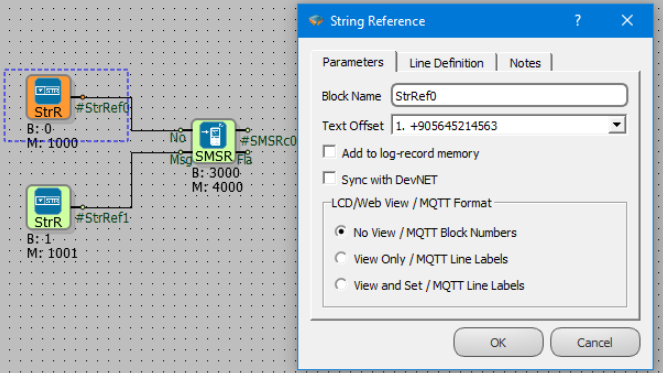 StrR
#StrRef0
B: 0
M: 1000
No
Msg
SMSR
#SMSRc0
Fla
B: 3000
M: 4000
StrR
#StrRef1
B: 1
M: 1001
String Reference
?
Parameters
Line Definition
Notes
Block Name
StrRef0
Text Offset
1. +905645214563
Add to log-record memory
Sync with DevNET
LCD/Web View / MQTT Format
No View / MQTT Block Numbers
View Only / MQTT Line Labels
View and Set / MQTT Line Labels
OK
Cancel